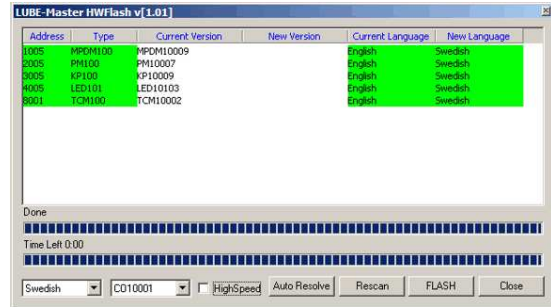 LUBE-Master HWFlash v[1.01]
Address Type Current Version New Version Current Language New Language
1005 MPDM100 MPDM10009 English Swedish
2005 PM100 PM10007 English Swedish
3005 KP100 KP10009 English Swedish
4005 LED101 LED10103 English Swedish
8001 TCM100 TCM10002 English Swedish
Done
Time Left 0:00
Swedish CO10001 HighSpeed Auto Resolve Rescan FLASH Close